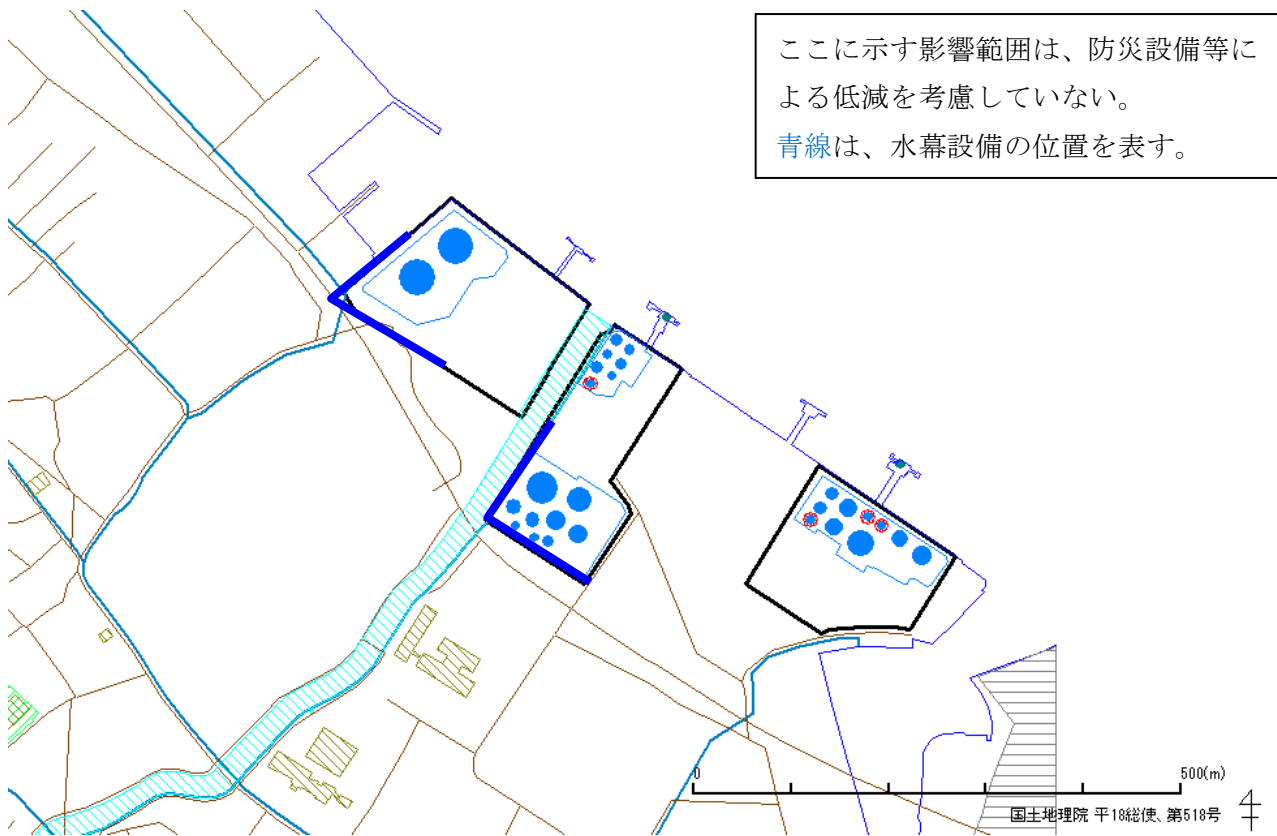 ここに示す影響範囲は、防災設備等に
よる低減を考慮していない。
青線は、水幕設備の位置を表す。
0
500(m)
国土地理院 平18総使、第518号